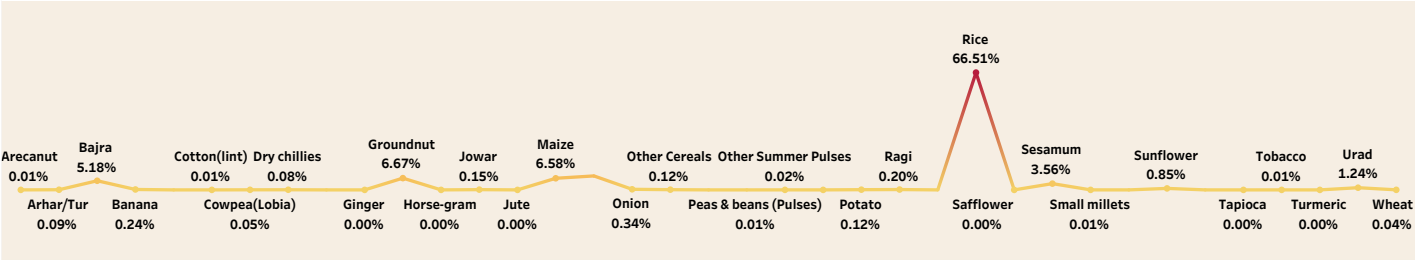 Rice
66.51%
Arecanut
0.01%
Arhar/Tur
0.09%
Bajra
5.18%
Banana
0.24%
Cotton(lint)
0.01%
Cowpea(Lobia)
0.05%
Dry chillies
0.08%
Ginger
0.00%
Groundnut
6.67%
Horse-gram
0.00%
Jowar
0.15%
Jute
0.00%
Maize
6.58%
Onion
0.34%
Other Cereals
0.12%
Peas & beans (Pulses)
0.01%
Other Summer Pulses
0.02%
Potato
0.12%
Ragi
0.20%
Safflower
0.00%
Sesamum
3.56%
Small millets
0.01%
Sunflower
0.85%
Tapioca
0.00%
Tobacco
0.01%
Turmeric
0.00%
Urad
1.24%
Wheat
0.04%